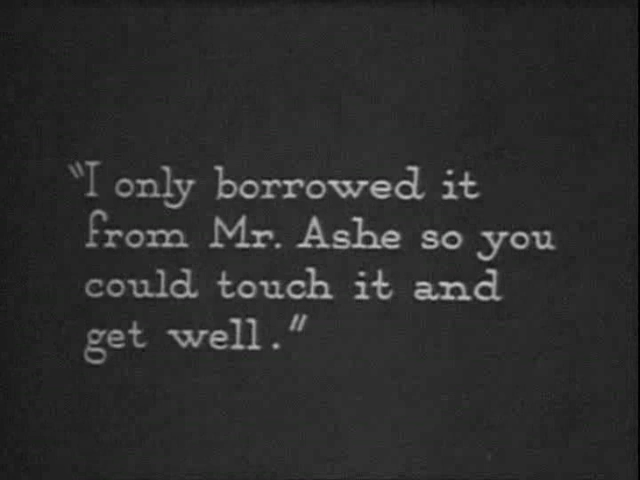 "I only borrowed it
from Mr. Ashe so you
could touch it and
get well."